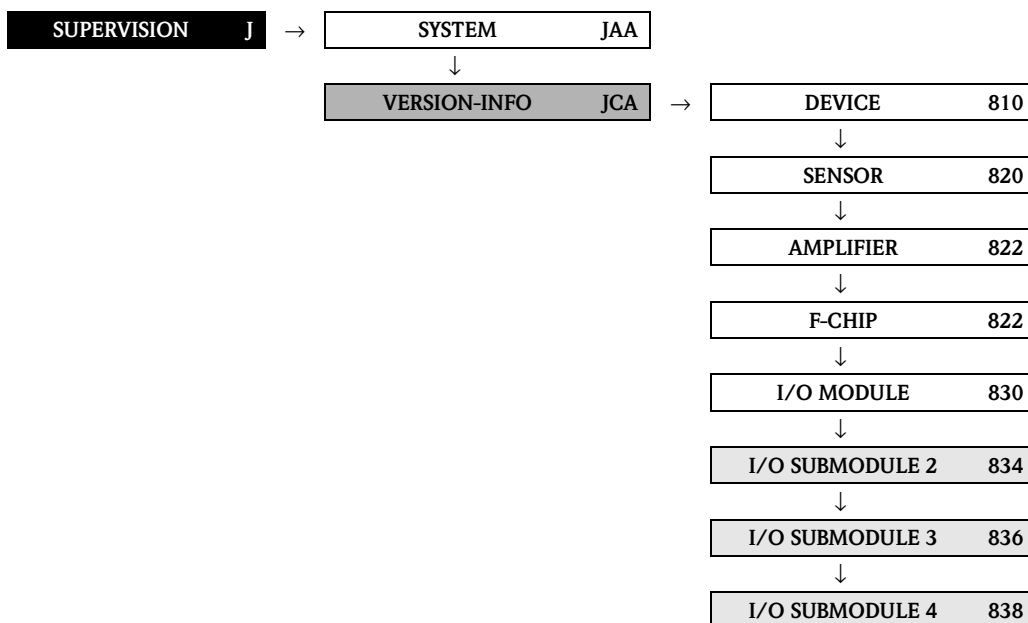 SUPERVISION J → SYSTEM JAA
↓
VERSION-INFO JCA → DEVICE 810
↓
SENSOR 820
↓
AMPLIFIER 822
↓
F-CHIP 822
↓
I/O MODULE 830
↓
I/O SUBMODULE 2 834
↓
I/O SUBMODULE 3 836
↓
I/O SUBMODULE 4 838